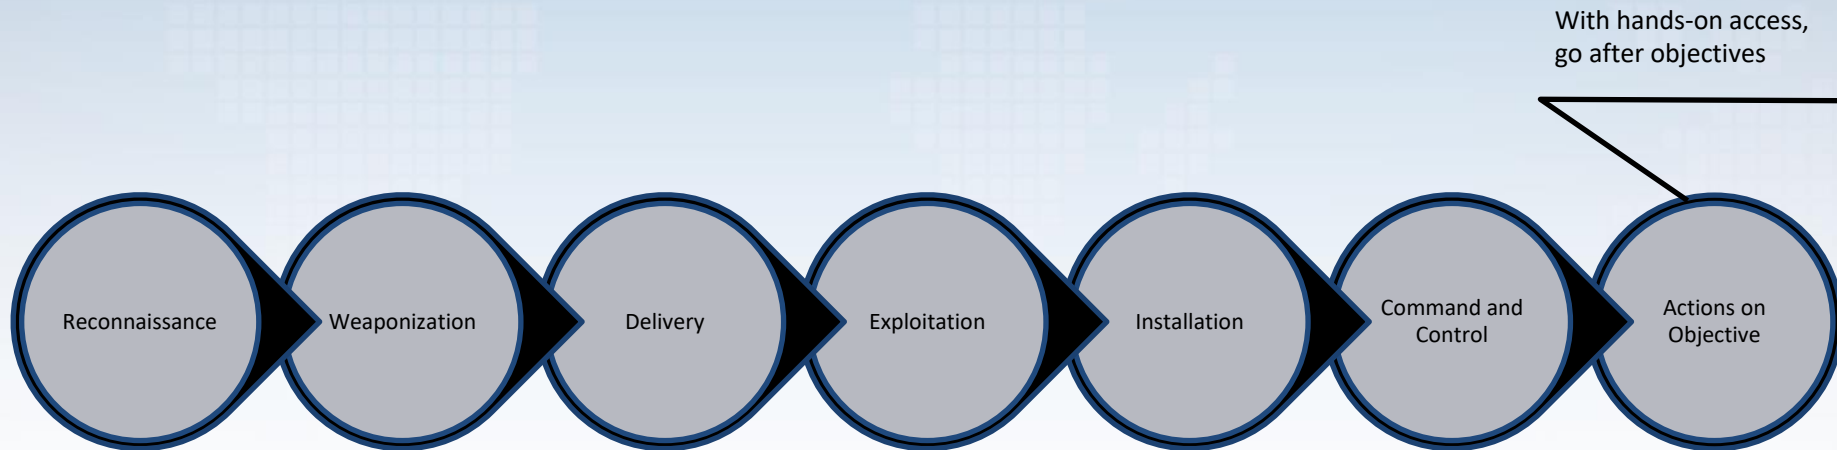 With hands-on access,
go after objectives
Reconnaissance
Weaponization
Delivery
Exploitation
Installation
Command and
Control
Actions on
Objective